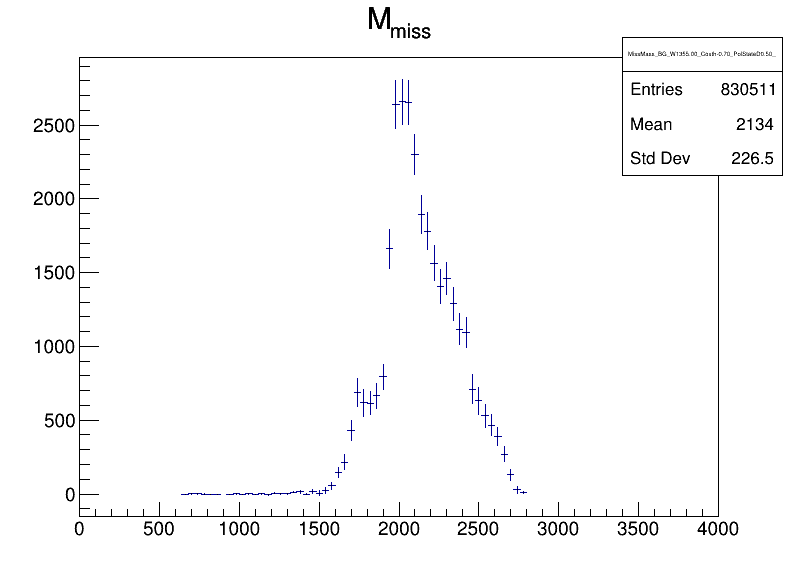 M_miss
MissMass_BG_W1355.00_Costh-0.70_PolStateD0.50_
Entries 830511
Mean 2134
Std Dev 226.5
2500
2000
1500
1000
500
0
0 500 1000 1500 2000 2500 3000 3500 4000